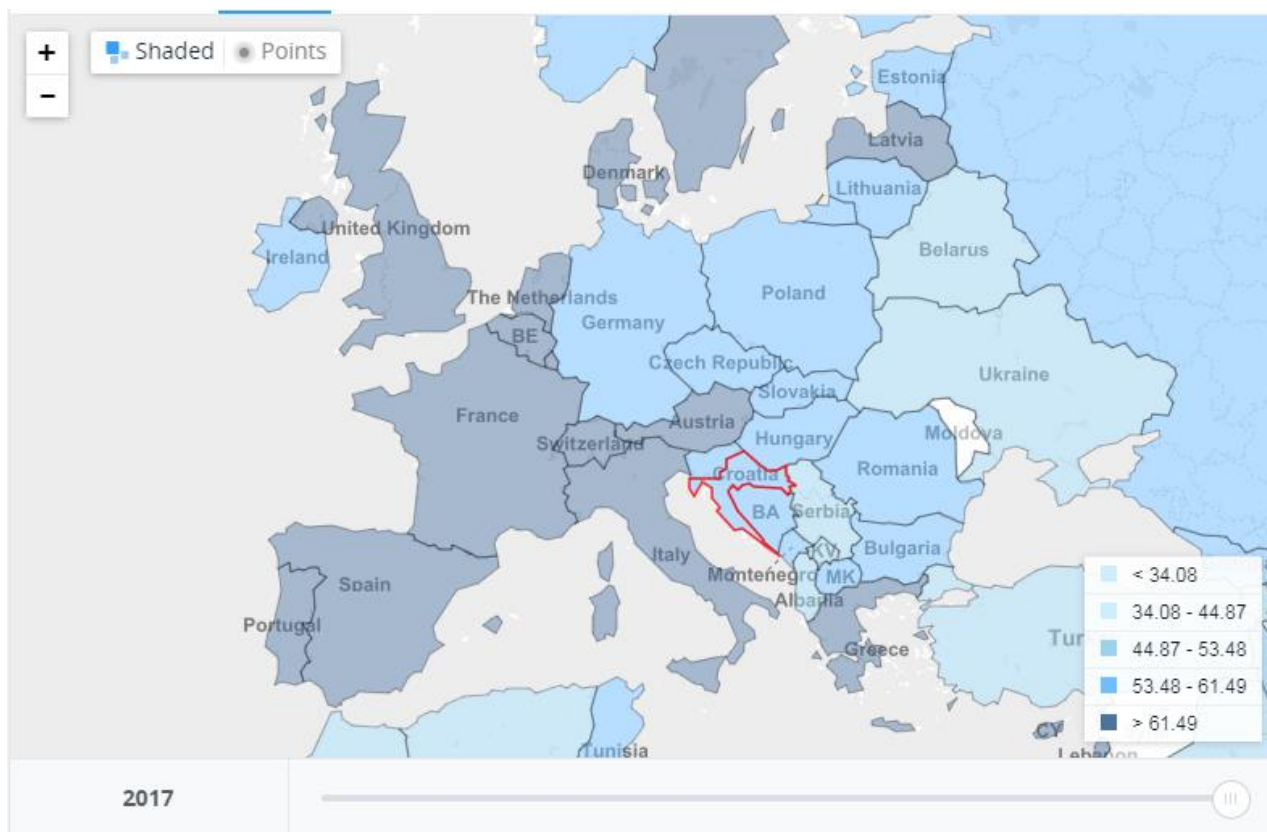 +
−
Shaded
Points
Estonia
Latvia
Denmark
Lithuania
United Kingdom
Ireland
Belarus
The Netherlands
Poland
Germany
BE
Czech Republic
Ukraine
Slovakia
France
Austria
Switzerland
Hungary
Moldova
Romania
Croatia
BA
Serbia
Italy
KV
Bulgaria
Montenegro
MK
Spain
Albania
Portugal
Greece
CY
Tunisia
Lebanon
< 34.08
34.08 - 44.87
44.87 - 53.48
53.48 - 61.49
> 61.49
2017